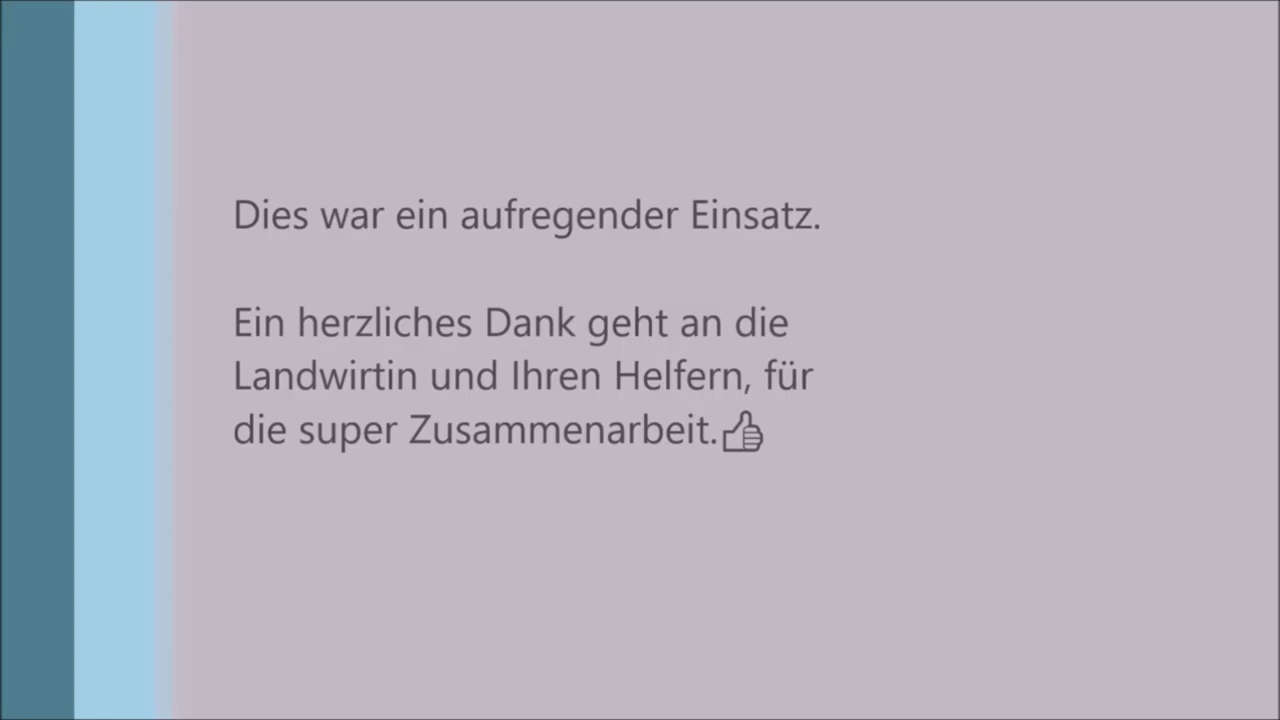 Dies war ein aufregender Einsatz.
Ein herzliches Dank geht an die
Landwirtin und Ihren Helfern, für
die super Zusammenarbeit.👍